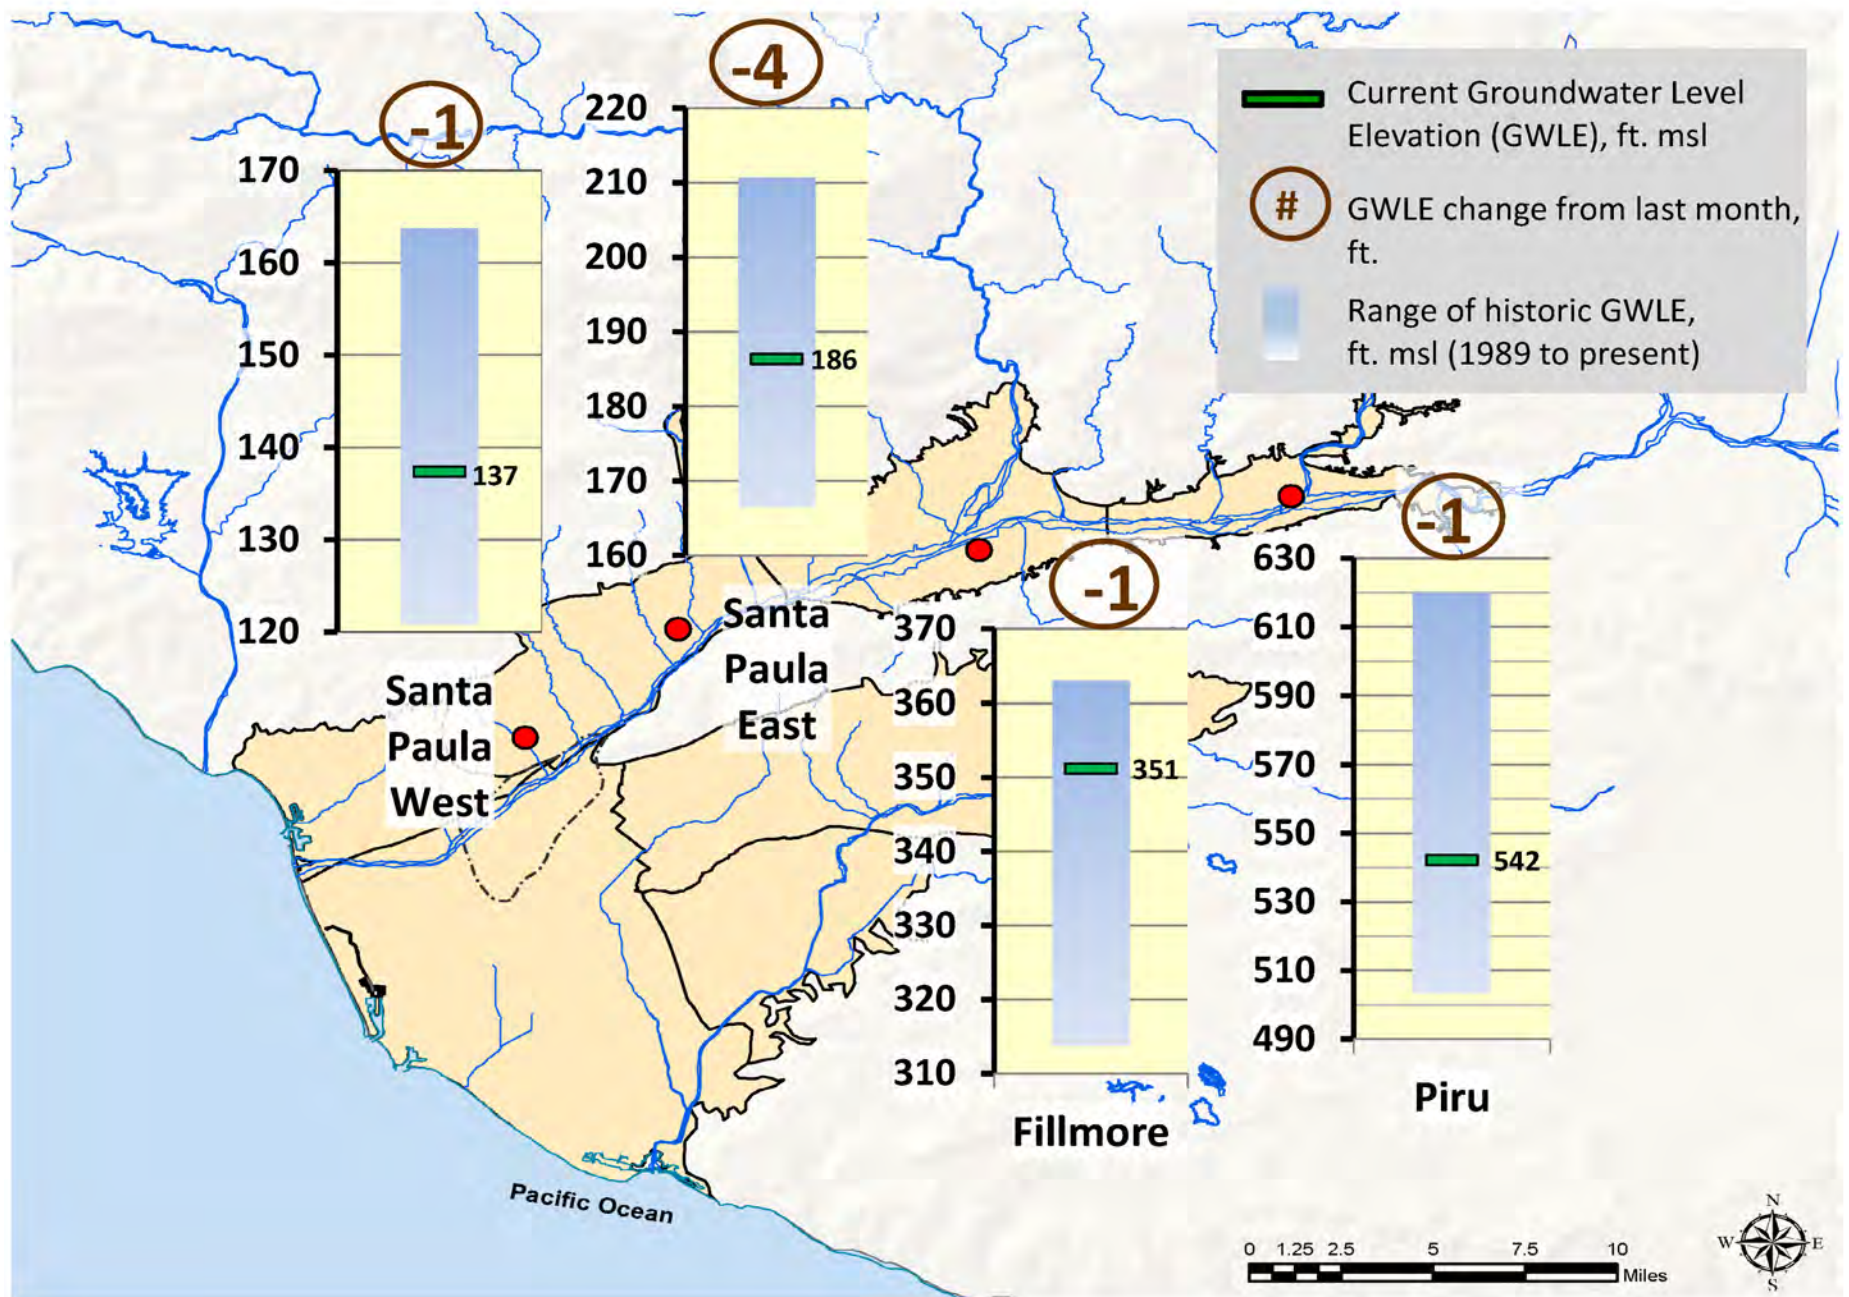 -1
170
160
150
140
130
120
137
Santa
Paula
West
-4
220
210
200
190
180
170
160
186
Santa
Paula
East
-1
370
360
350
340
330
320
310
351
Fillmore
-1
630
610
590
570
550
530
510
490
542
Piru
Current Groundwater Level
Elevation (GWLE), ft. msl
# GWLE change from last month,
ft.
Range of historic GWLE,
ft. msl (1989 to present)
Pacific Ocean
0 1.25 2.5 5 7.5 10
Miles
N
W E
S